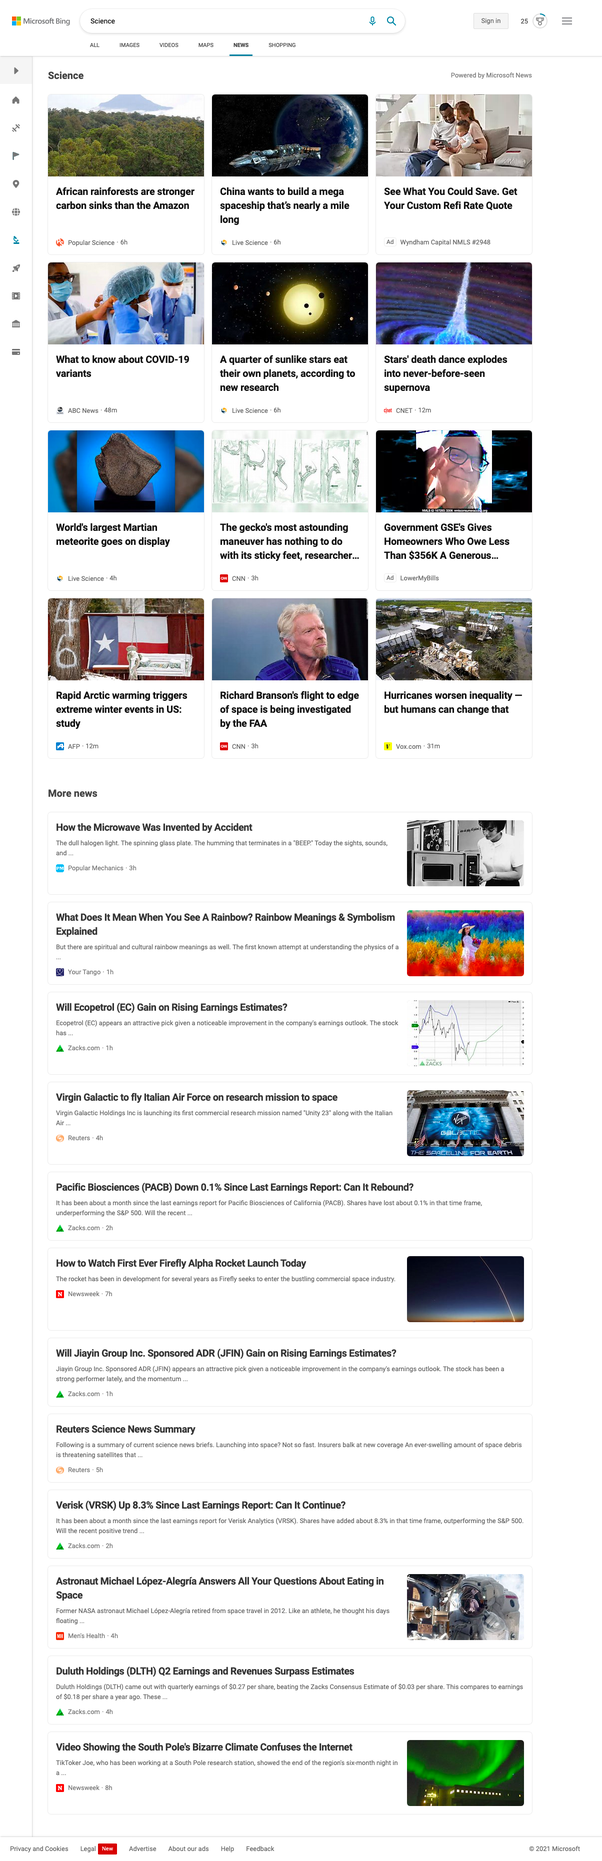 Microsoft Bing
Science
Sign in
25
ALL
IMAGES
VIDEOS
MAPS
NEWS
SHOPPING
Science
Powered by Microsoft News
African rainforests are stronger
carbon sinks than the Amazon
Popular Science · 6h
China wants to build a mega
spaceship that's nearly a mile
long
Live Science · 6h
See What You Could Save. Get
Your Custom Refi Rate Quote
Ad Wyndham Capital NMLS #2948
What to know about COVID-19
variants
ABC News · 48m
A quarter of sunlike stars eat
their own planets, according to
new research
Live Science · 6h
Stars' death dance explodes
into never-before-seen
supernova
CNET · 12m
World's largest Martian
meteorite goes on display
Live Science · 4h
The gecko's most astounding
maneuver has nothing to do
with its sticky feet, researcher...
CNN · 3h
Government GSE's Gives
Homeowners Who Owe Less
Than $356K A Generous...
Ad LowerMyBills
Rapid Arctic warming triggers
extreme winter events in US:
study
AFP · 12m
Richard Branson's flight to edge
of space is being investigated
by the FAA
CNN · 3h
Hurricanes worsen inequality —
but humans can change that
Vox.com · 31m
More news
How the Microwave Was Invented by Accident
The dull halogen light. The spinning glass plate. The humming that terminates in a "BEEP." Today the sights, sounds,
and ...
Popular Mechanics · 3h
What Does It Mean When You See A Rainbow? Rainbow Meanings & Symbolism
Explained
But there are spiritual and cultural rainbow meanings as well. The first known attempt at understanding the physics of a
...
Your Tango · 1h
Will Ecopetrol (EC) Gain on Rising Earnings Estimates?
Ecopetrol (EC) appears an attractive pick given a noticeable improvement in the company's earnings outlook. The stock
has ...
Zacks.com · 1h
ZACKS
Virgin Galactic to fly Italian Air Force on research mission to space
Virgin Galactic Holdings Inc is launching its first commercial research mission named "Unity 23" along with the Italian
Air ...
Reuters · 4h
GALACTIC
THE SPACELINE FOR EARTH
Pacific Biosciences (PACB) Down 0.1% Since Last Earnings Report: Can It Rebound?
It has been about a month since the last earnings report for Pacific Biosciences of California (PACB). Shares have lost about 0.1% in that time frame,
underperforming the S&P 500. Will the recent ...
Zacks.com · 2h
How to Watch First Ever Firefly Alpha Rocket Launch Today
The rocket has been in development for several years as Firefly seeks to enter the bustling commercial space industry.
Newsweek · 7h
Will Jiayin Group Inc. Sponsored ADR (JFIN) Gain on Rising Earnings Estimates?
Jiayin Group Inc. Sponsored ADR (JFIN) appears an attractive pick given a noticeable improvement in the company's earnings outlook. The stock has been a
strong performer lately, and the momentum ...
Zacks.com · 1h
Reuters Science News Summary
Following is a summary of current science news briefs. Launching into space? Not so fast. Insurers balk at new coverage An ever-swelling amount of space debris
is threatening satellites that ...
Reuters · 5h
Verisk (VRSK) Up 8.3% Since Last Earnings Report: Can It Continue?
It has been about a month since the last earnings report for Verisk Analytics (VRSK). Shares have added about 8.3% in that time frame, outperforming the S&P 500.
Will the recent positive trend ...
Zacks.com · 2h
Astronaut Michael López-Alegría Answers All Your Questions About Eating in
Space
Former NASA astronaut Michael López-Alegría retired from space travel in 2012. Like an athlete, he thought his days
floating ...
Men's Health · 4h
Duluth Holdings (DLTH) Q2 Earnings and Revenues Surpass Estimates
Duluth Holdings (DLTH) came out with quarterly earnings of $0.27 per share, beating the Zacks Consensus Estimate of $0.03 per share. This compares to earnings
of $0.18 per share a year ago. These ...
Zacks.com · 4h
Video Showing the South Pole's Bizarre Climate Confuses the Internet
TikToker Joe, who has been working at a South Pole research station, showed the end of the region's six-month night in
a ...
Newsweek · 8h
Privacy and Cookies
Legal New
Advertise
About our ads
Help
Feedback
© 2021 Microsoft